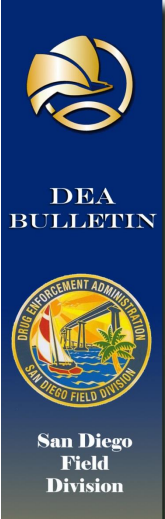 DEA
BULLETIN
DRUG ENFORCEMENT ADMINISTRATION
SAN DIEGO FIELD DIVISION
San Diego
Field
Division